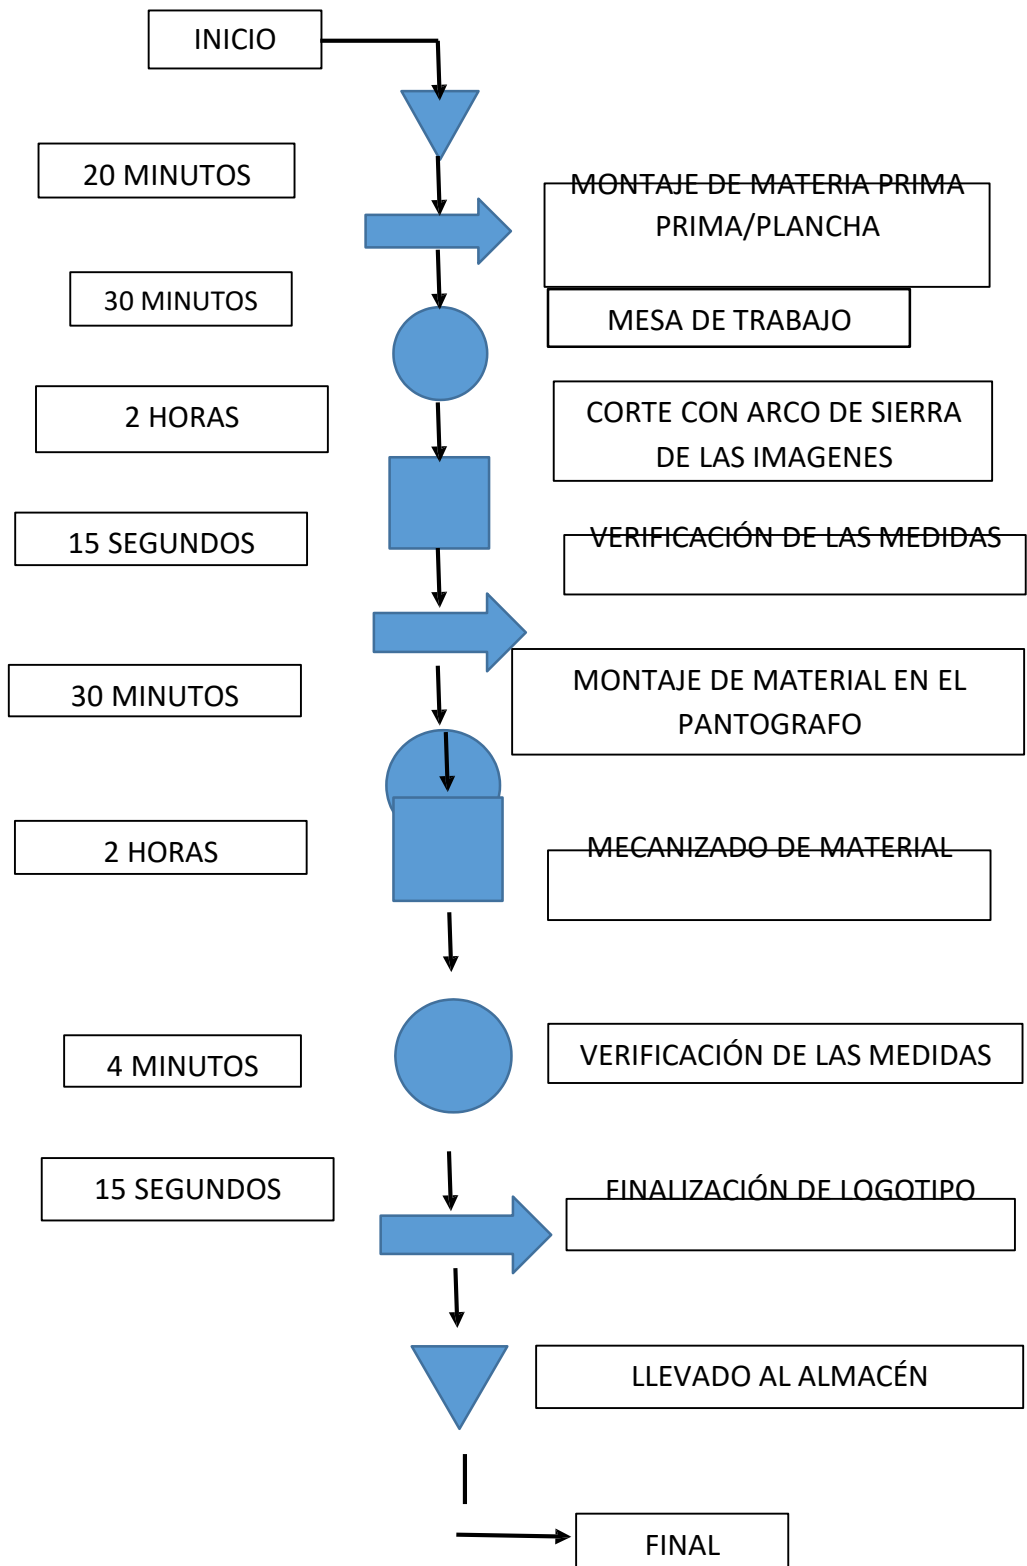 INICIO
20 MINUTOS
MONTAJE DE MATERIA PRIMA
PRIMA/PLANCHA
30 MINUTOS
MESA DE TRABAJO
2 HORAS
CORTE CON ARCO DE SIERRA
DE LAS IMAGENES
15 SEGUNDOS
VERIFICACIÓN DE LAS MEDIDAS
30 MINUTOS
MONTAJE DE MATERIAL EN EL
PANTOGRAFO
2 HORAS
MECANIZADO DE MATERIAL
4 MINUTOS
VERIFICACIÓN DE LAS MEDIDAS
15 SEGUNDOS
FINALIZACIÓN DE LOGOTIPO
LLEVADO AL ALMACÉN
FINAL